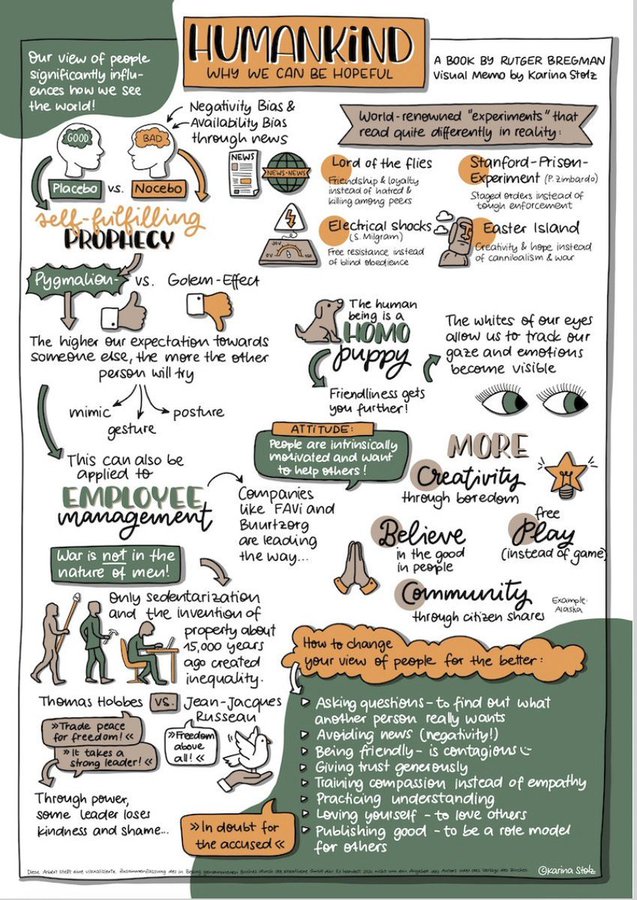 Our view of people
significantly influ-
ences how we see
the world!
HUMANKIND
WHY WE CAN BE HOPEFUL
A BOOK BY RUTGER BREGMAN
Visual Memo by Karina Stolz
GOOD
BAD
Negativity Bias &
Availability Bias
through news
NEWS
NEWS·NEWS
Placebo vs. Nocebo
self-fulfilling
PROPHECY
World-renowned "experiments" that
read quite differently in reality:
Lord of the flies
Friendship & loyalty
instead of hatred &
killing among peers
Stanford-Prison-
Experiment (P. Zimbardo)
Staged orders instead of
tough enforcement
Electrical shocks
(S. Milgram)
Free resistance instead
of blind obedience
Easter Island
Creativity & hope instead
of cannibalism & war
Pygmalion- vs. Golem-Effect
The higher our expectation towards
someone else, the more the other
person will try
mimic
gesture
posture
The human
being is a
HOMO
puppy
Friendliness gets
you further!
The whites of our eyes
allow us to track our
gaze and emotions
become visible
ATTITUDE:
People are intrinsically
motivated and want
to help others!
This can also be
applied to
EMPLOYEE
management
Companies
like FAVi and
Buurtzorg
are leading
the way...
MORE
Creativity
through boredom
Believe
in the good
in people
free
Play
(instead of game)
Community
through citizen shares
Example:
Alaska
War is not in the
nature of men!
Only sedentarization
and the invention of
property about
15,000 years
ago created
inequality.
Thomas Hobbes vs. Jean-Jacques
Russeau
»Trade peace
for freedom!«
»It takes a
strong leader!«
»Freedom
above
all!«
Through power,
some leader loses
kindness and shame...
»In doubt for
the accused«
How to change
your view of people for the better:
Asking questions - to find out what
another person really wants
Avoiding news (negativity!)
Being friendly - is contagious
Giving trust generously
Training compassion instead of empathy
Practicing understanding
Loving yourself - to love others
Publishing good - to be a role model
for others
©Karina Stolz